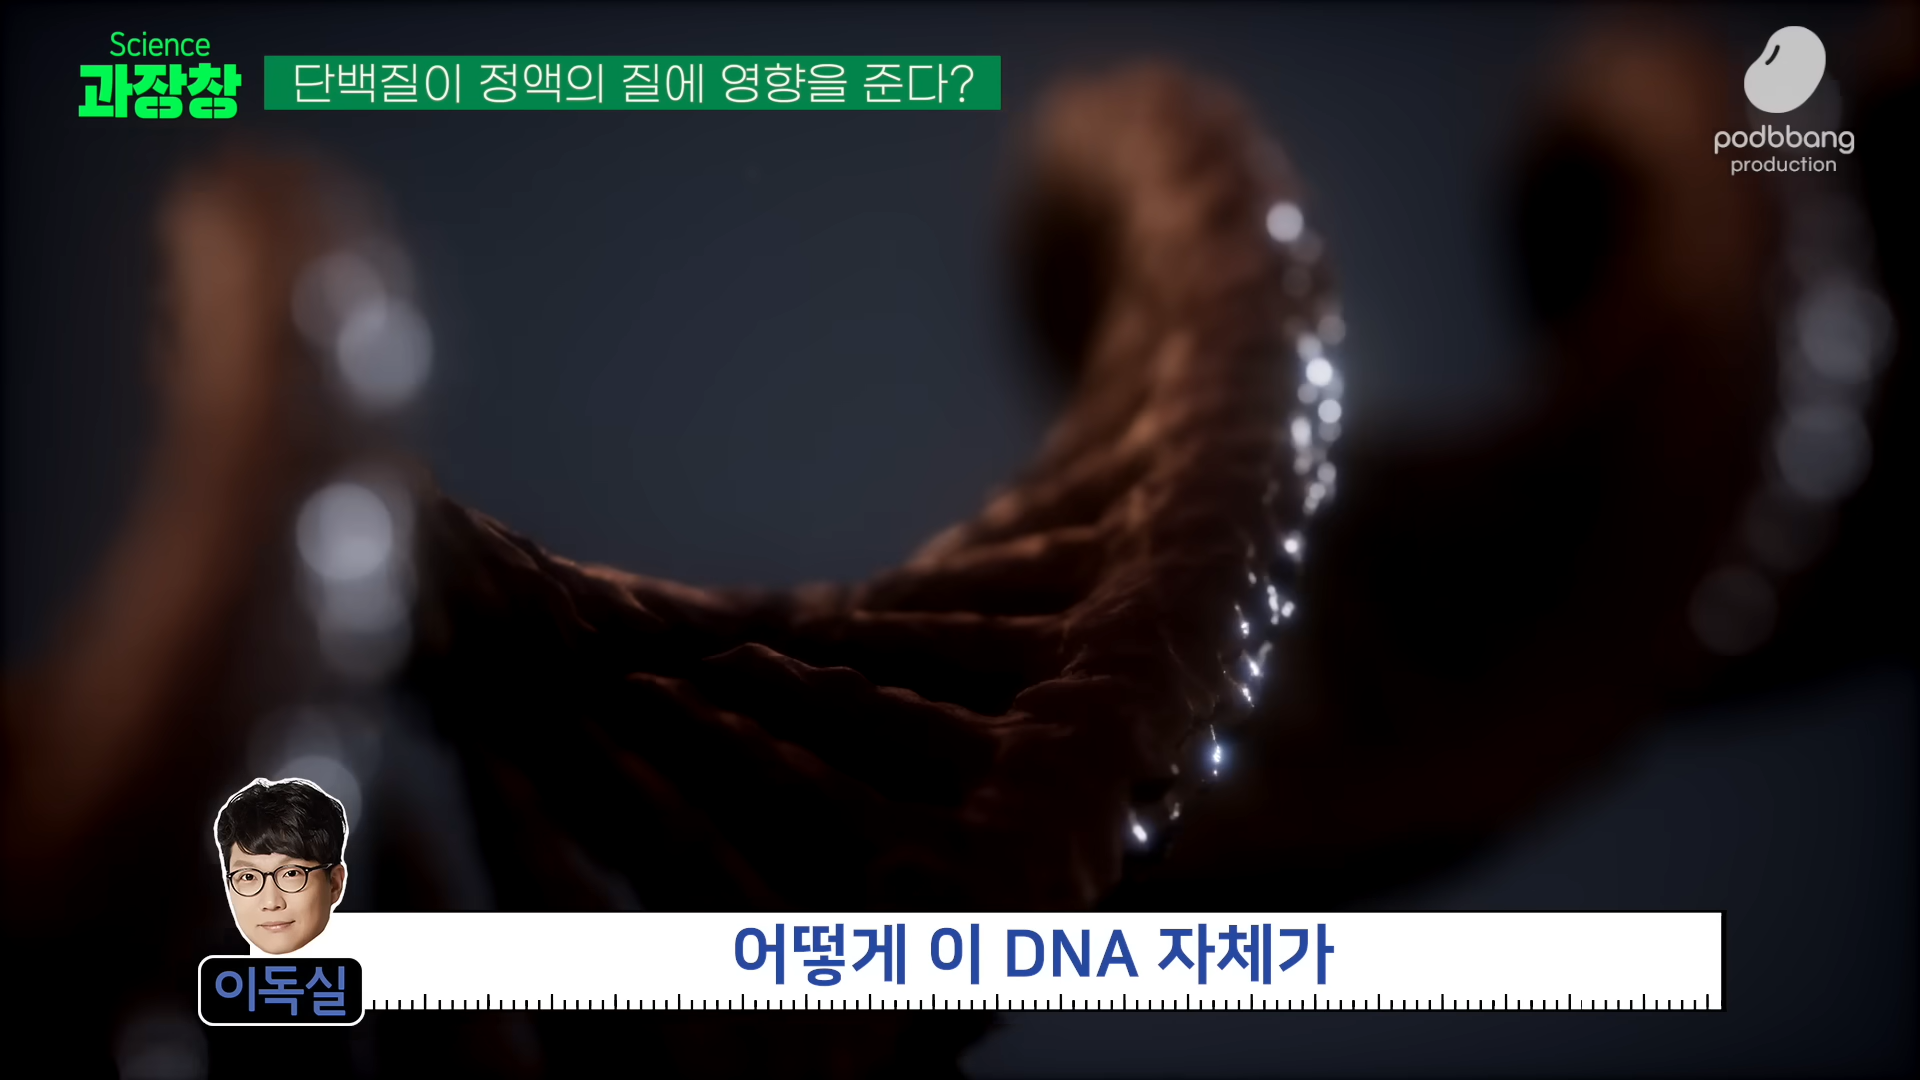 Science
과장창
단백질이 정액의 질에 영향을 준다?
podbbang
production
어떻게 이 DNA 자체가
이독실